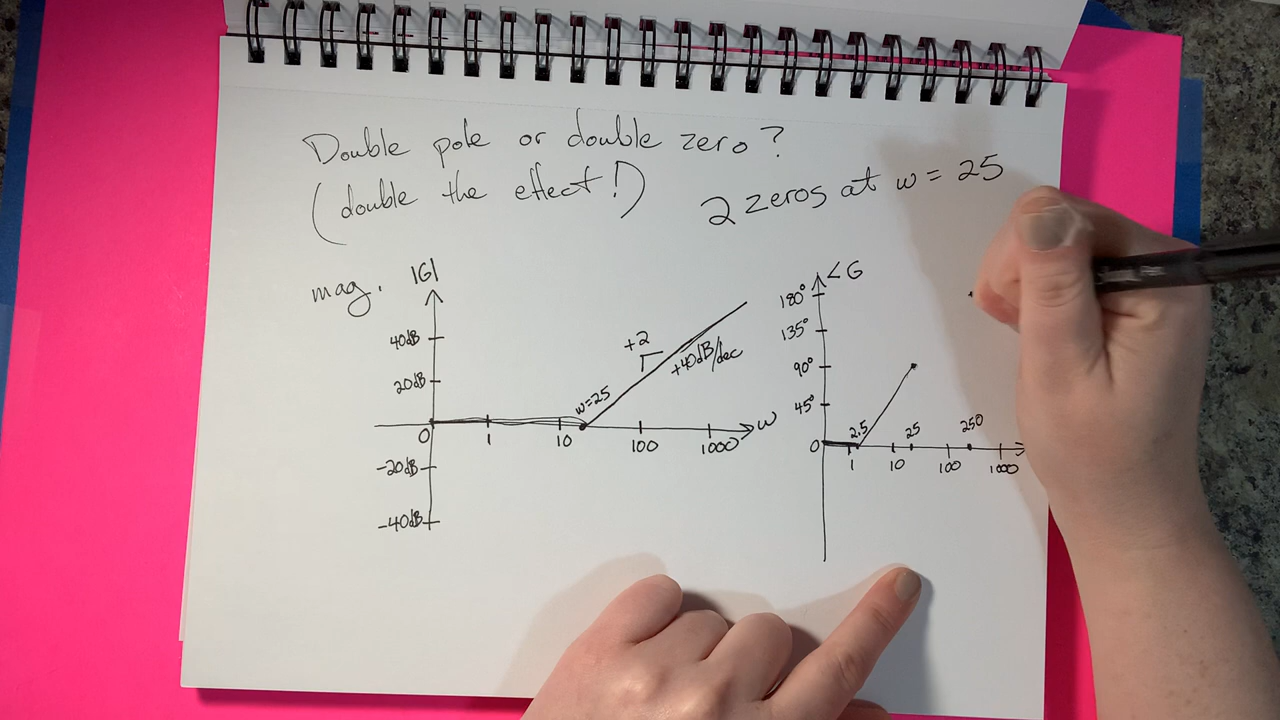 Double pole or double zero?
(double the effect!)
2 zeros at w = 25
mag.
|G|
40dB
20dB
0
-20dB
-40dB
1
10
100
1000
w
w=25
+2
+40dB/dec
∠G
180°
135°
90°
45°
0
2.5
25
250
1
10
100
1000